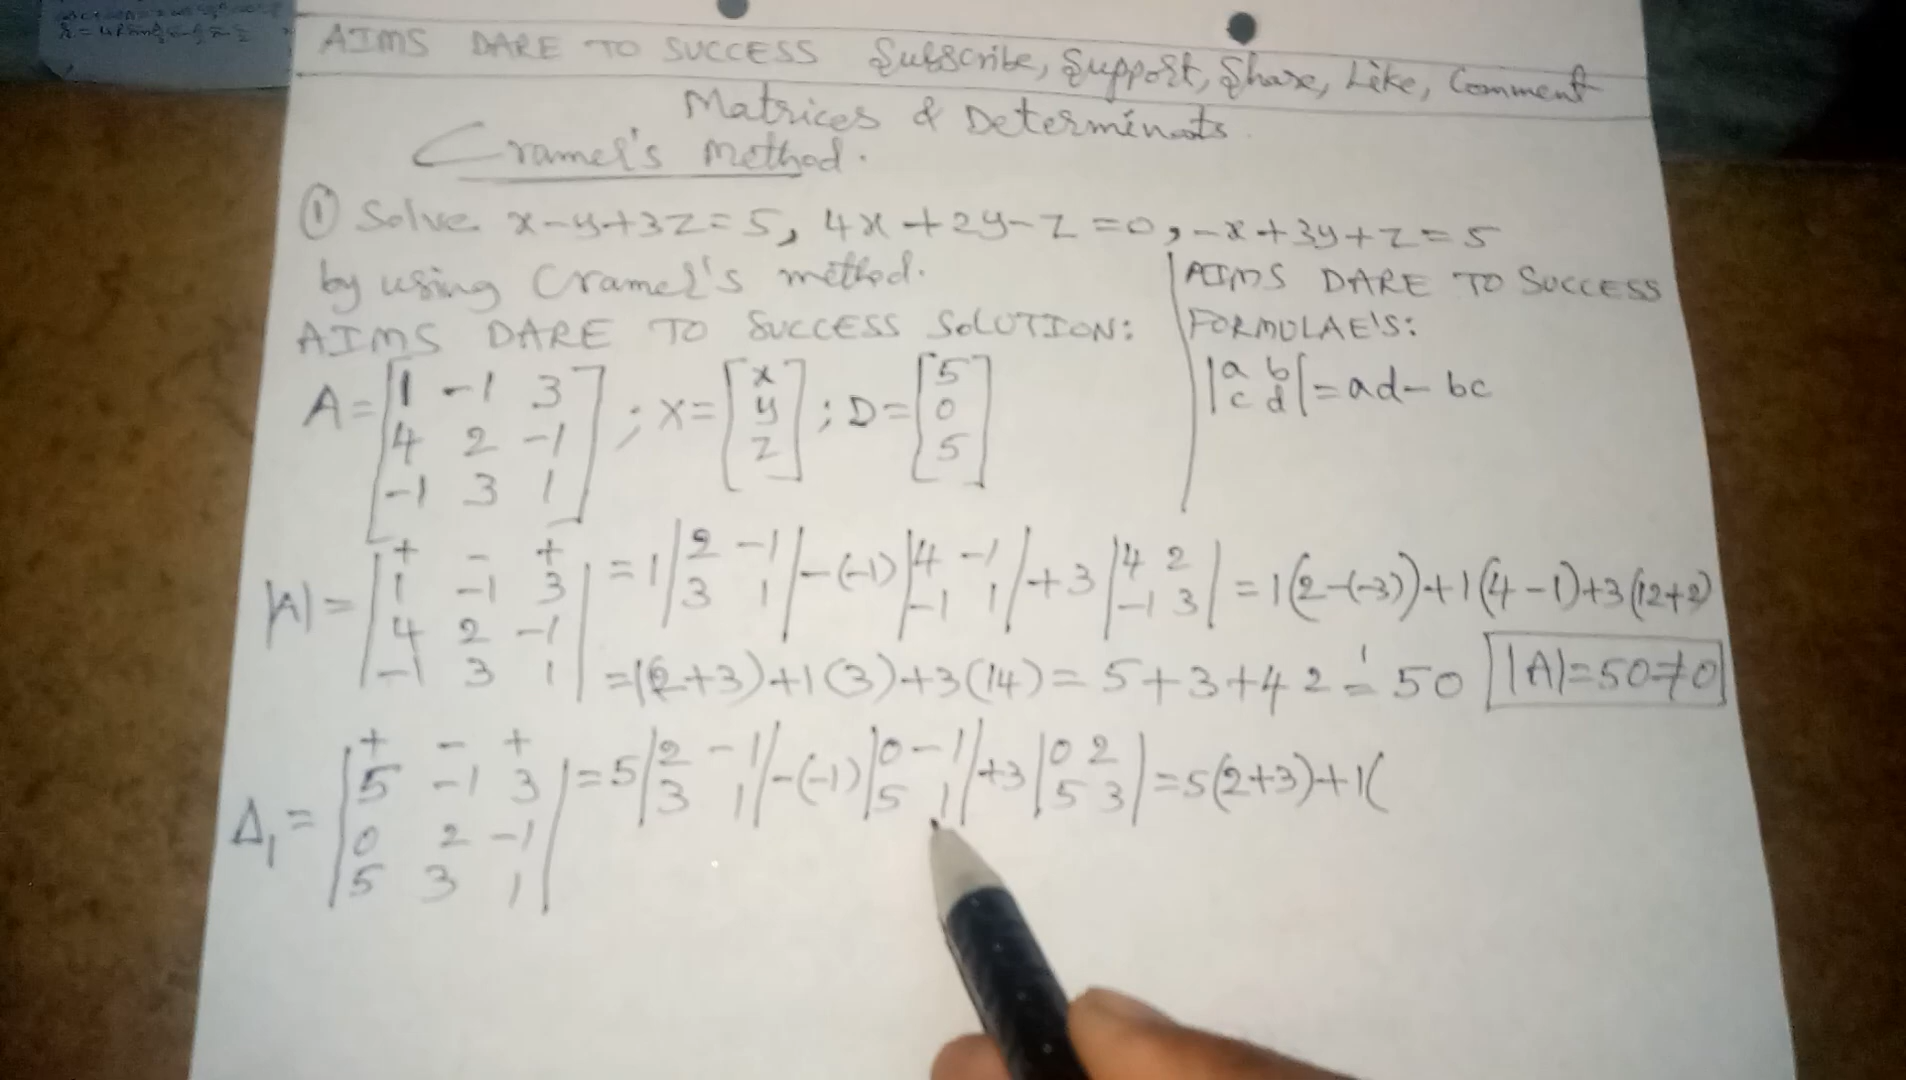 AIMS DARE TO SUCCESS Subscribe, Support, Share, Like, Comment
Matrices & Determinats
Cramer's Method.
① Solve x-y+3z=5, 4x+2y-z=0, -x+3y+z=5
by using Cramer's method.
AIMS DARE TO SUCCESS SOLUTION:
AIMS DARE TO SUCCESS
FORMULAE'S:
|a b| = ad-bc
|c d|
A = [1 -1 3] ; X = [x] ; D = [5]
[4 2 -1] [y] [0]
[-1 3 1] [z] [5]
+ - +
|A| = |1 -1 3| = 1|2 -1| -(-1)|4 -1| +3|4 2| = 1(2-(-3))+1(4-1)+3(12+2)
|4 2 -1| |3 1| |-1 1| |-1 3|
|-1 3 1| = 1(2+3)+1(3)+3(14) = 5+3+42 = 50 |A|=50≠0
+ - +
Δ₁ = |5 -1 3| = 5|2 -1| -(-1)|0 -1| +3|0 2| = 5(2+3)+1(
|0 2 -1| |3 1| |5 1| |5 3|
|5 3 1|